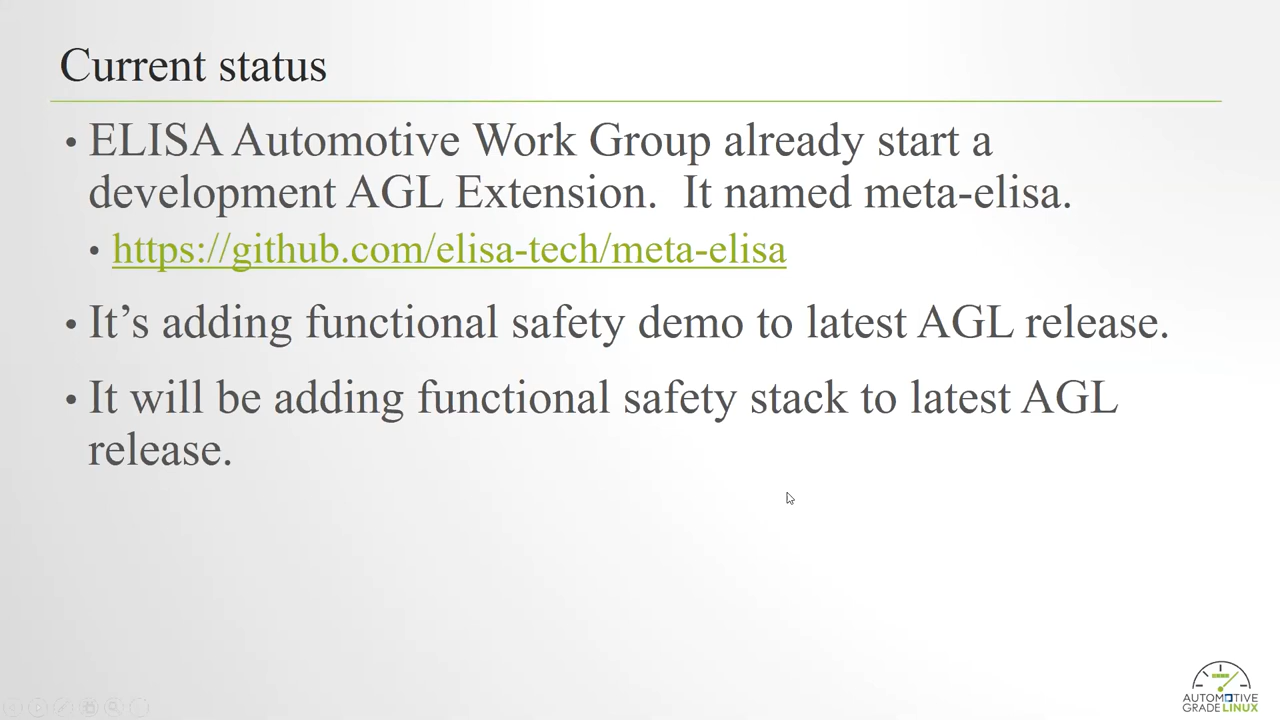 Current status
• ELISA Automotive Work Group already start a
development AGL Extension.  It named meta-elisa.
• https://github.com/elisa-tech/meta-elisa
• It’s adding functional safety demo to latest AGL release.
• It will be adding functional safety stack to latest AGL
release.
AUTOMOTIVE
GRADE LINUX